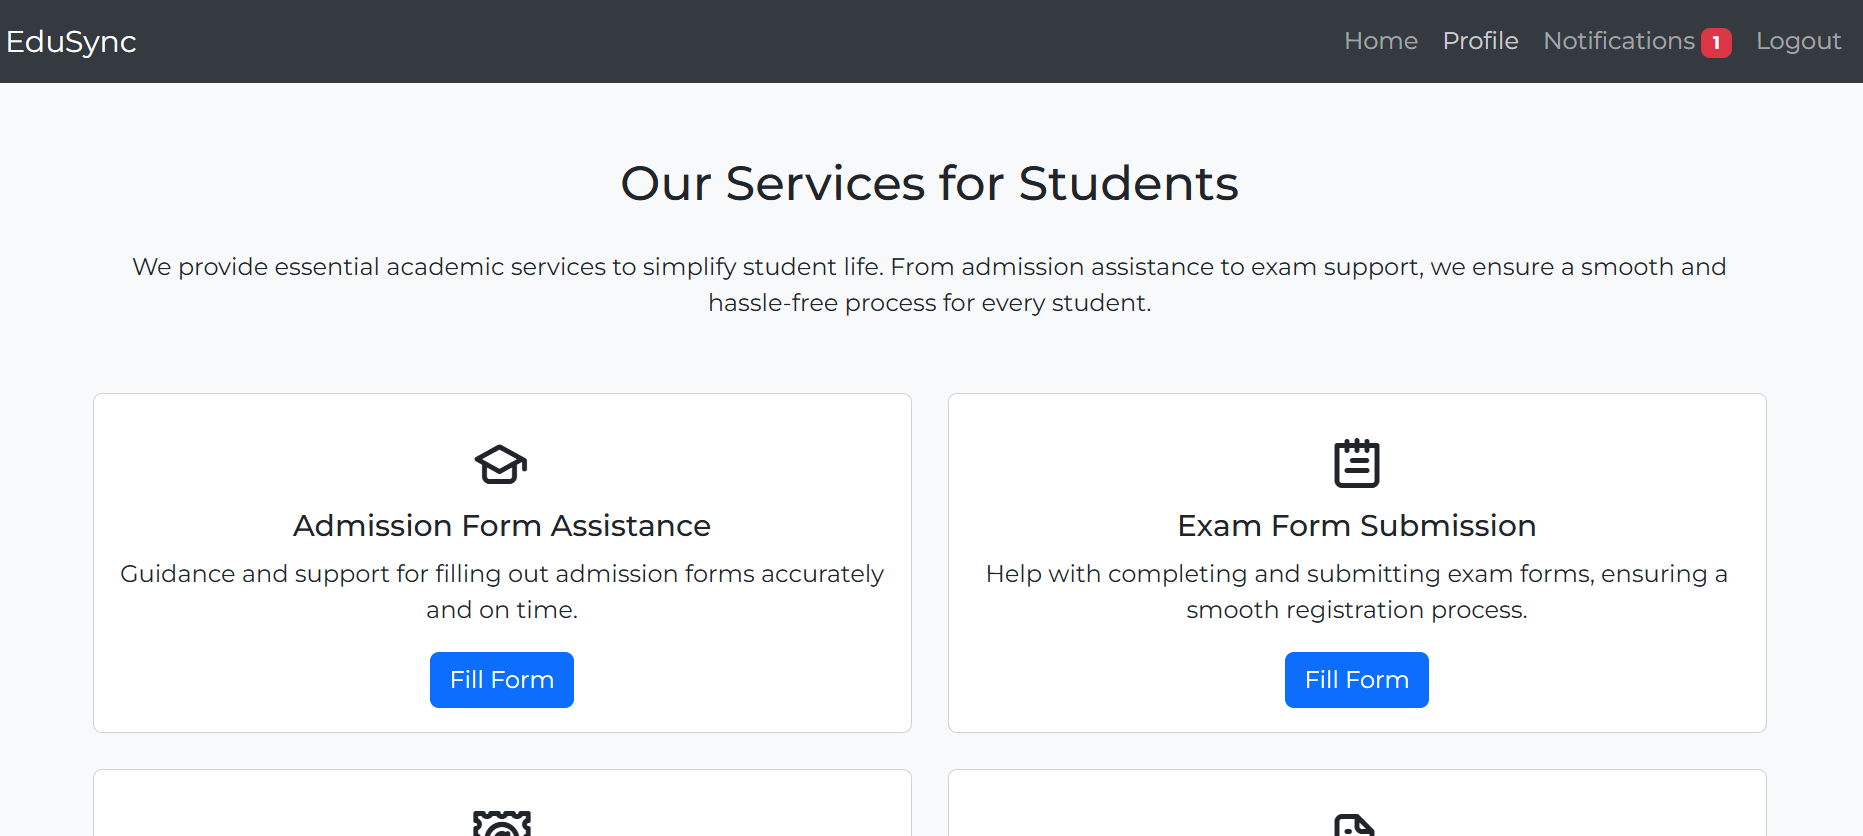 EduSync
Home Profile Notifications 1 Logout
Our Services for Students
We provide essential academic services to simplify student life. From admission assistance to exam support, we ensure a smooth and
hassle-free process for every student.
Admission Form Assistance
Guidance and support for filling out admission forms accurately
and on time.
Fill Form
Exam Form Submission
Help with completing and submitting exam forms, ensuring a
smooth registration process.
Fill Form